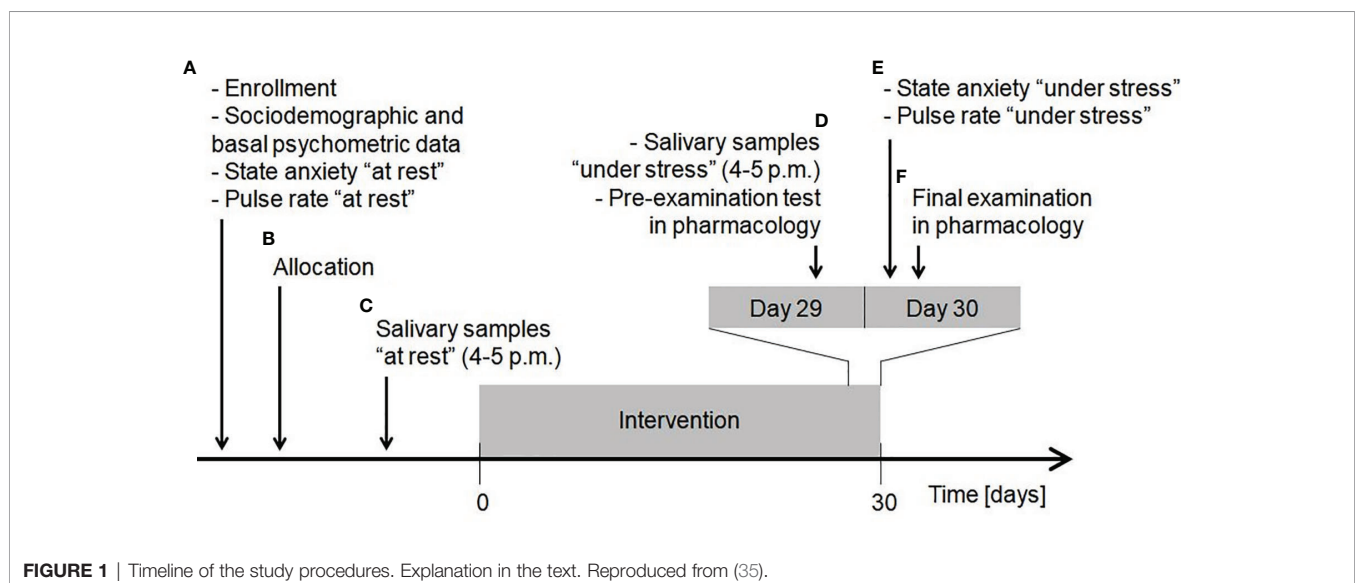 A
- Enrollment
- Sociodemographic and
basal psychometric data
- State anxiety “at rest”
- Pulse rate “at rest”
B
Allocation
C
Salivary samples
“at rest” (4-5 p.m.)
D
- Salivary samples
“under stress” (4-5 p.m.)
- Pre-examination test
in pharmacology
E
- State anxiety “under stress”
- Pulse rate “under stress”
F
Final examination
in pharmacology
Day 29
Day 30
Intervention
0
30
Time [days]
FIGURE 1 | Timeline of the study procedures. Explanation in the text. Reproduced from (35).